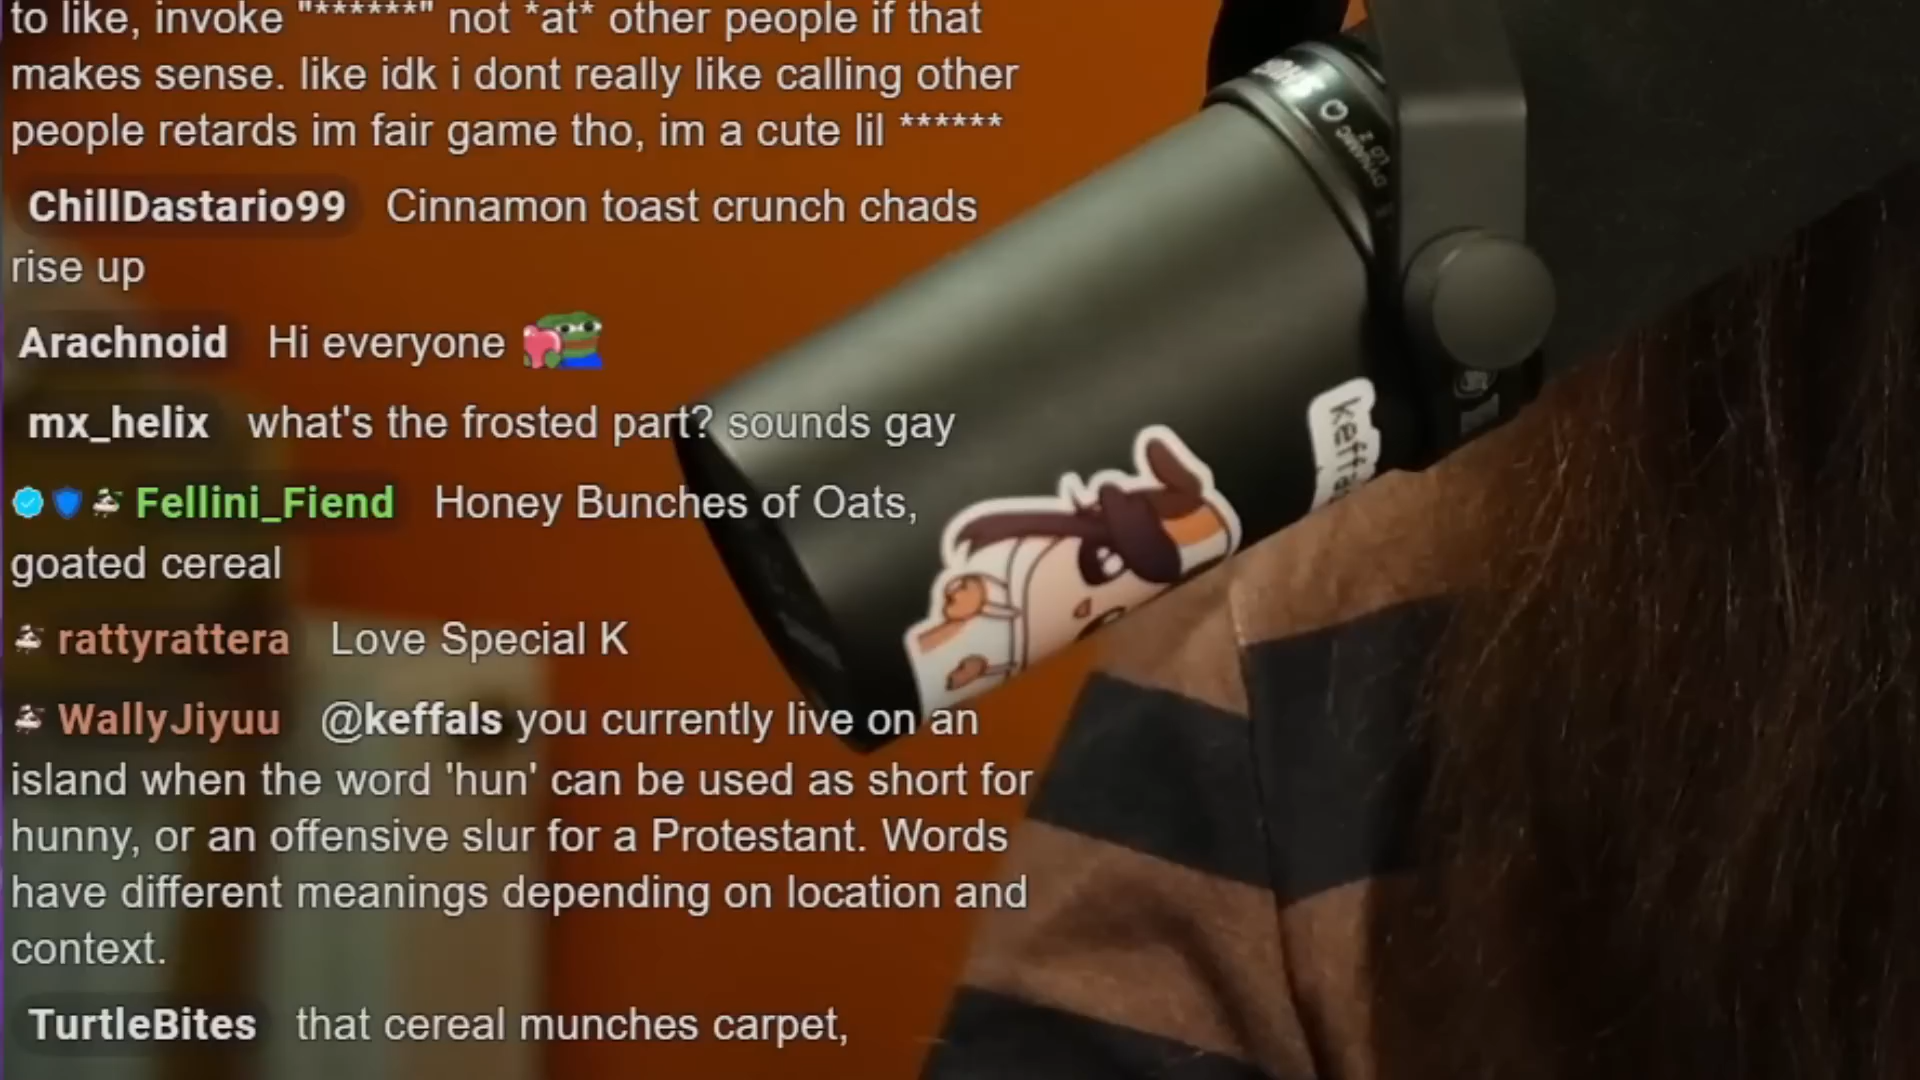 to like, invoke "******" not *at* other people if that
makes sense. like idk i dont really like calling other
people retards im fair game tho, im a cute lil ******
ChillDastario99 Cinnamon toast crunch chads
rise up
Arachnoid Hi everyone
mx_helix what's the frosted part? sounds gay
Fellini_Fiend Honey Bunches of Oats,
goated cereal
rattyrattera Love Special K
WallyJiyuu @keffals you currently live on an
island when the word 'hun' can be used as short for
hunny, or an offensive slur for a Protestant. Words
have different meanings depending on location and
context.
TurtleBites that cereal munches carpet,